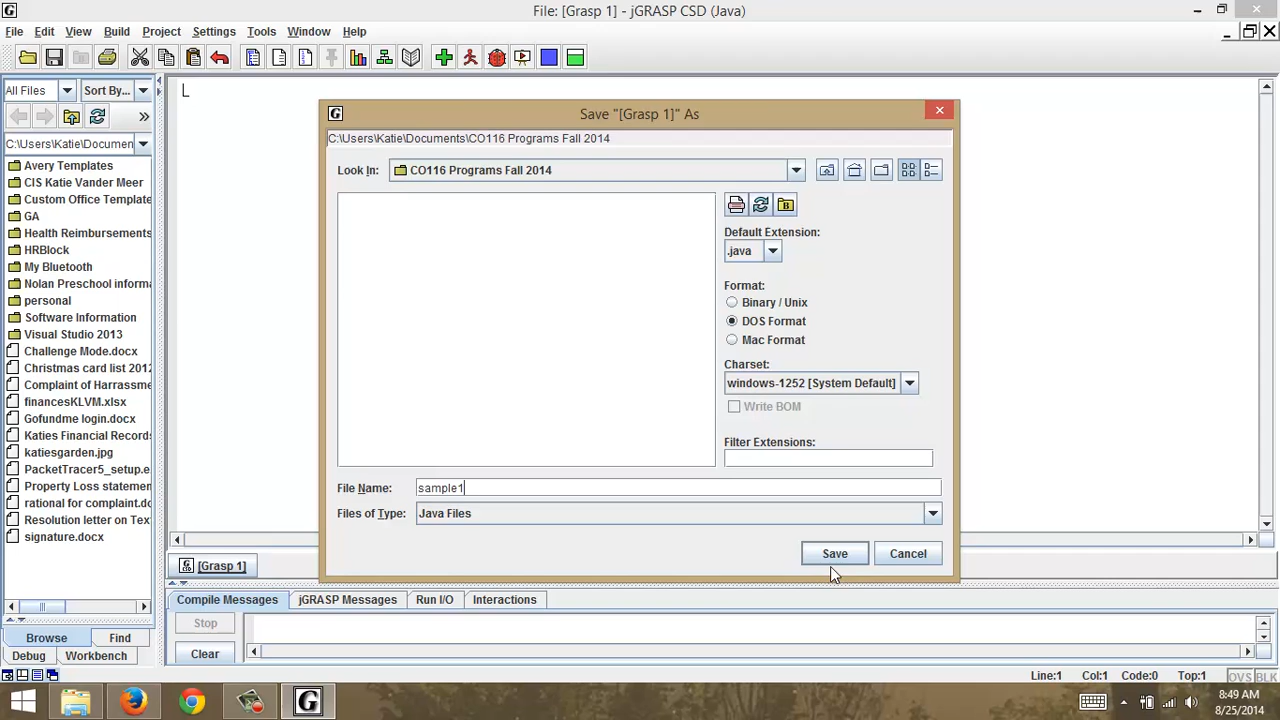 File: [Grasp 1] - jGRASP CSD (Java)
File Edit View Build Project Settings Tools Window Help
All Files Sort By...
C:\Users\Katie\Documen
Avery Templates
CIS Katie Vander Meer
Custom Office Template
GA
Health Reimbursements
HRBlock
My Bluetooth
Nolan Preschool informa
personal
Software Information
Visual Studio 2013
Challenge Mode.docx
Christmas card list 2012
Complaint of Harrassme
financesKLVM.xlsx
Gofundme login.docx
Katies Financial Records
katiesgarden.jpg
PacketTracer5_setup.e
Property Loss statemen
rational for complaint.do
Resolution letter on Text
signature.docx
Browse Find
Debug Workbench
Save "[Grasp 1]" As
C:\Users\Katie\Documents\CO116 Programs Fall 2014
Look In: CO116 Programs Fall 2014
Default Extension:
.java
Format:
Binary / Unix
DOS Format
Mac Format
Charset:
windows-1252 [System Default]
Write BOM
Filter Extensions:
File Name: sample1
Files of Type: Java Files
Save Cancel
[Grasp 1]
Compile Messages jGRASP Messages Run I/O Interactions
Stop
Clear
Line:1 Col:1 Code:0 Top:1 OVS BLK
8:49 AM
8/25/2014